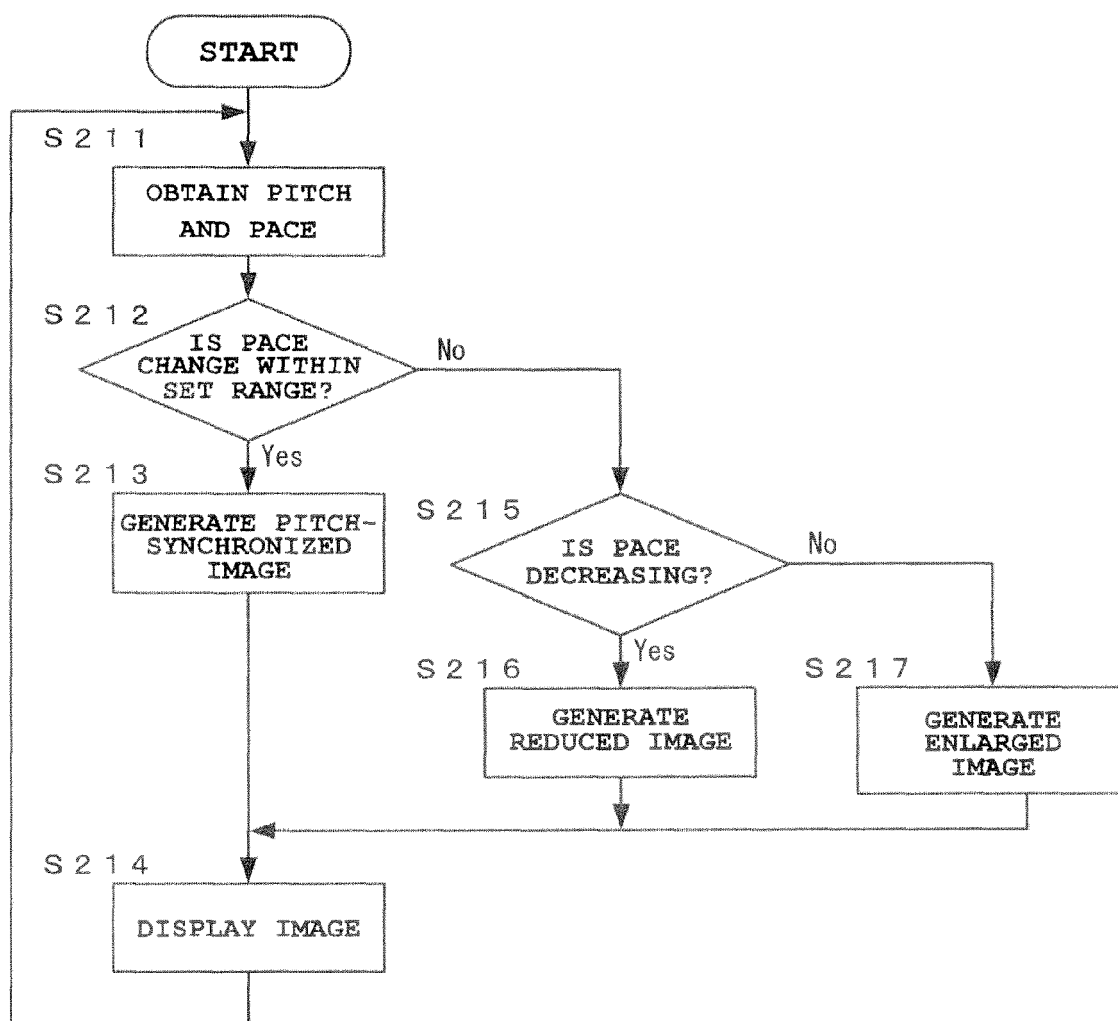 START
S211
OBTAIN PITCH
AND PACE
S212
IS PACE
CHANGE WITHIN
SET RANGE?
No
Yes
S213
GENERATE PITCH-
SYNCHRONIZED
IMAGE
S215
IS PACE
DECREASING?
No
Yes
S216
GENERATE
REDUCED IMAGE
S217
GENERATE
ENLARGED
IMAGE
S214
DISPLAY IMAGE